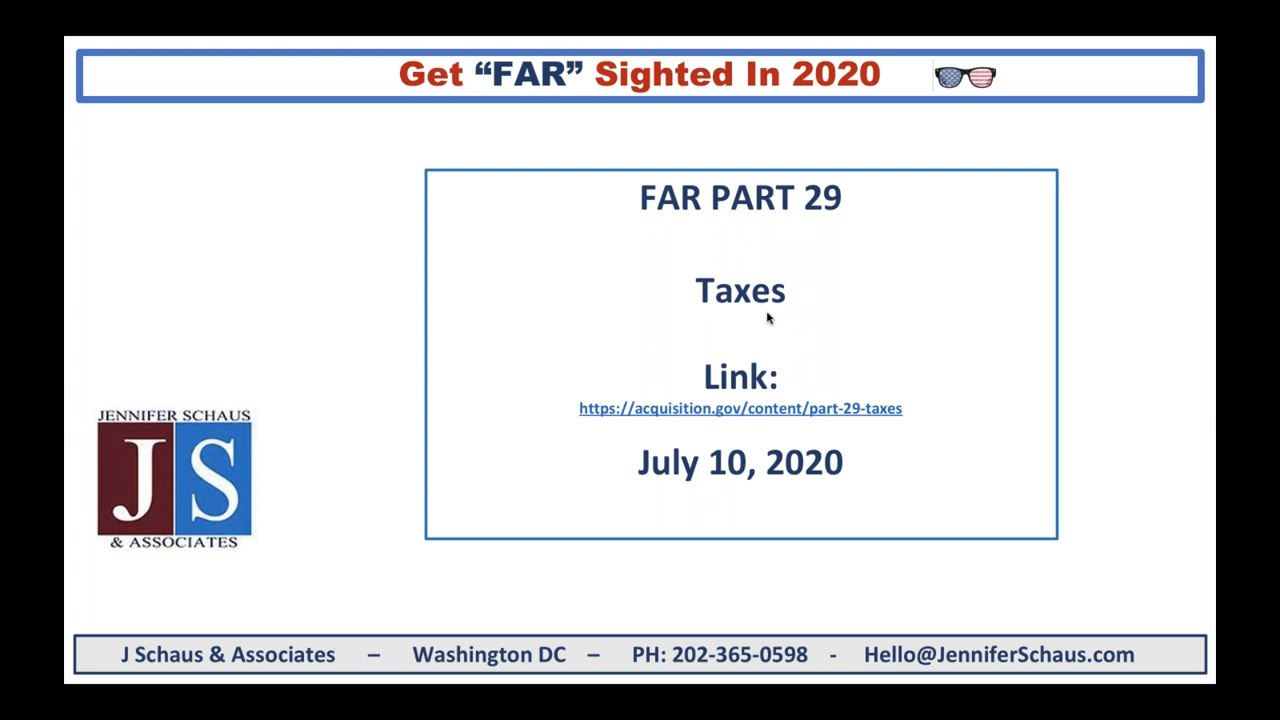 Get “FAR” Sighted In 2020
FAR PART 29
Taxes
Link:
https://acquisition.gov/content/part-29-taxes
July 10, 2020
JENNIFER SCHAUS
JS
& ASSOCIATES
J Schaus & Associates – Washington DC – PH: 202-365-0598 - Hello@JenniferSchaus.com